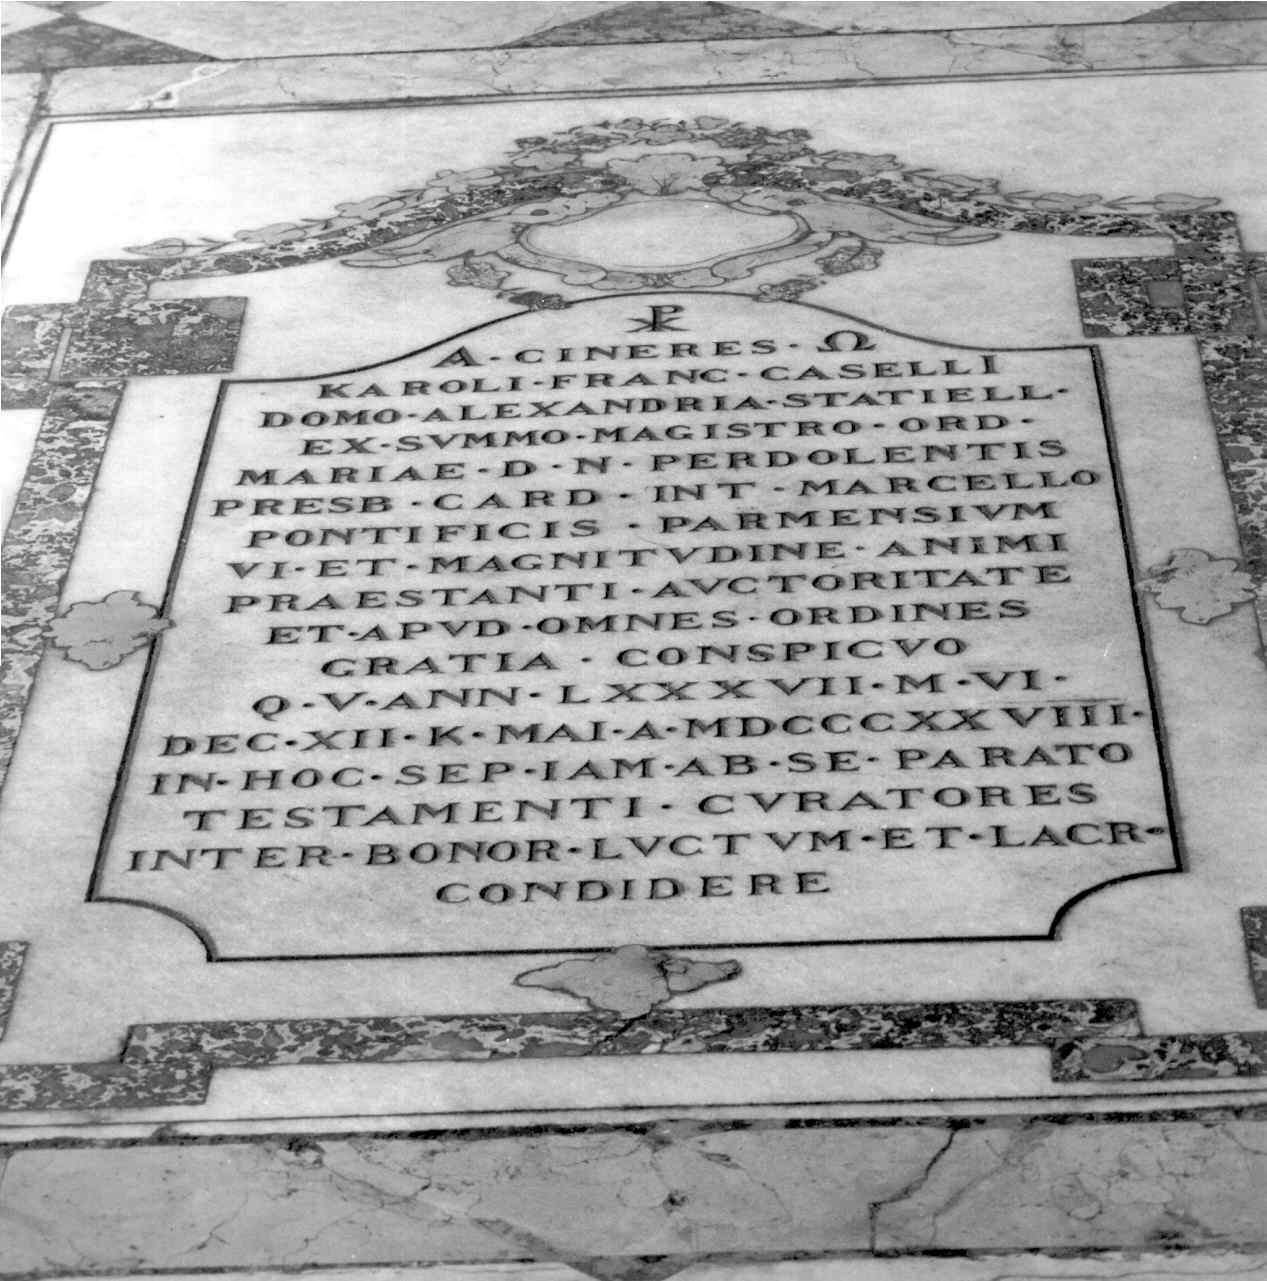 ☧
A · CINERES · Ω
KAROLI · FRANC · CASELLI
DOMO · ALEXANDRIA · STATIELL ·
EX · SVMMO · MAGISTRO · ORD ·
MARIAE · D · N · PERDOLENTIS
PRESB · CARD · INT · MARCELLO
PONTIFICIS · PARMENSIVM
VI · ET · MAGNITVDINE · ANIMI
PRAESTANTI · AVCTORITATE
ET · APVD · OMNES · ORDINES
GRATIA · CONSPICVO
Q · V · ANN · LXXXVII · M · VI ·
DEC · XII · K · MAI · A · MDCCCXXVIII ·
IN · HOC · SEP · IAM · AB · SE · PARATO
TESTAMENTI · CVRATORES
INTER · BONOR · LVCTVM · ET · LACR ·
CONDIDERE